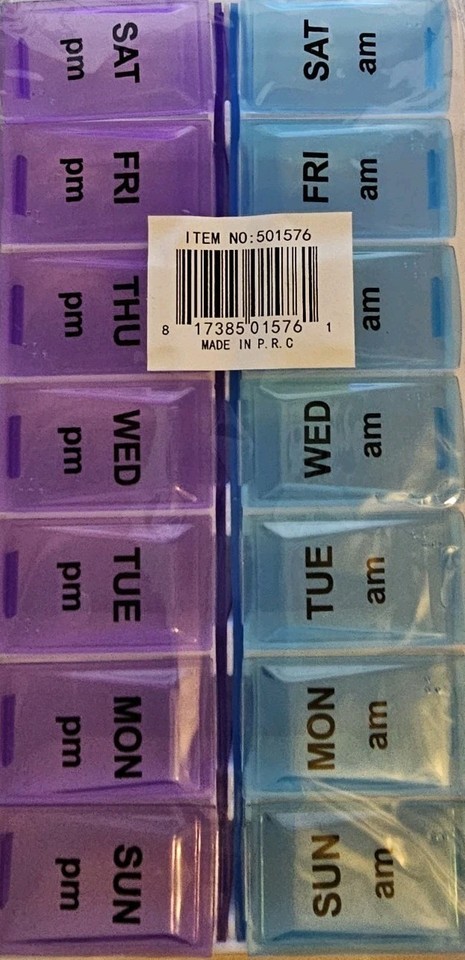 SAT
pm
SAT
am
FRI
pm
FRI
am
ITEM NO:501576
8 17385 01576 1
MADE IN P.R.C
THU
pm
am
WED
pm
WED
am
TUE
pm
TUE
am
MON
pm
MON
am
SUN
pm
SUN
am